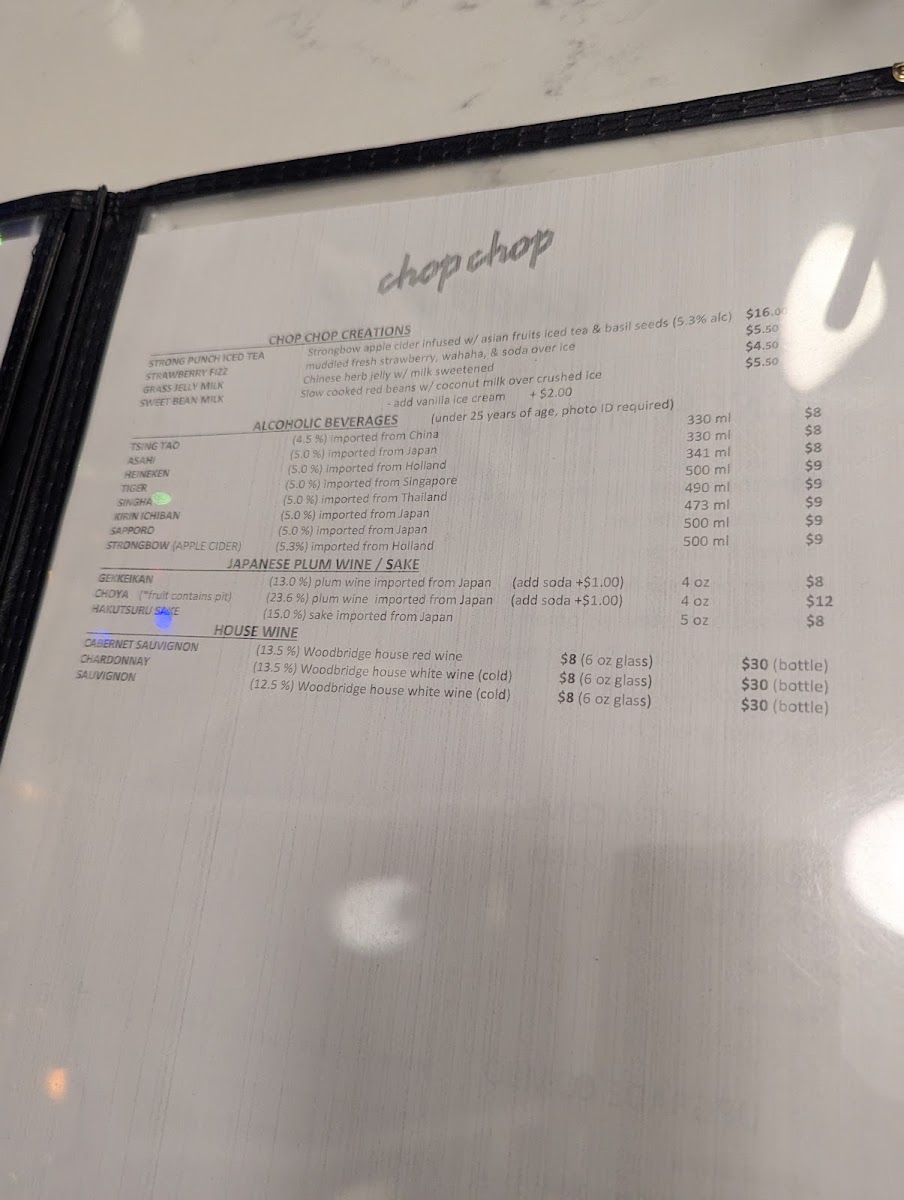 chop chop
CHOP CHOP CREATIONS
STRONG PUNCH ICED TEA Strongbow apple cider infused w/ asian fruits iced tea & basil seeds (5.3% alc) $16.00
STRAWBERRY FIZZ muddled fresh strawberry, wahaha, & soda over ice $5.50
GRASS JELLY MILK Chinese herb jelly w/ milk sweetened $4.50
SWEET BEAN MILK Slow cooked red beans w/ coconut milk over crushed ice $5.50
- add vanilla ice cream + $2.00
ALCOHOLIC BEVERAGES (under 25 years of age, photo ID required)
TSING TAO (4.5 %) imported from China 330 ml $8
ASAHI (5.0 %) imported from Japan 330 ml $8
HEINEKEN (5.0 %) imported from Holland 341 ml $8
TIGER (5.0 %) imported from Singapore 500 ml $9
SINGHA (5.0 %) imported from Thailand 490 ml $9
KIRIN ICHIBAN (5.0 %) imported from Japan 473 ml $9
SAPPORO (5.0 %) imported from Japan 500 ml $9
STRONGBOW (APPLE CIDER) (5.3%) imported from Holland 500 ml $9
JAPANESE PLUM WINE / SAKE
GEKKEIKAN (13.0 %) plum wine imported from Japan (add soda +$1.00) 4 oz $8
CHOYA (*fruit contains pit) (23.6 %) plum wine imported from Japan (add soda +$1.00) 4 oz $12
HAKUTSURU SAKE (15.0 %) sake imported from Japan 5 oz $8
HOUSE WINE
CABERNET SAUVIGNON (13.5 %) Woodbridge house red wine $8 (6 oz glass) $30 (bottle)
CHARDONNAY (13.5 %) Woodbridge house white wine (cold) $8 (6 oz glass) $30 (bottle)
SAUVIGNON (12.5 %) Woodbridge house white wine (cold) $8 (6 oz glass) $30 (bottle)